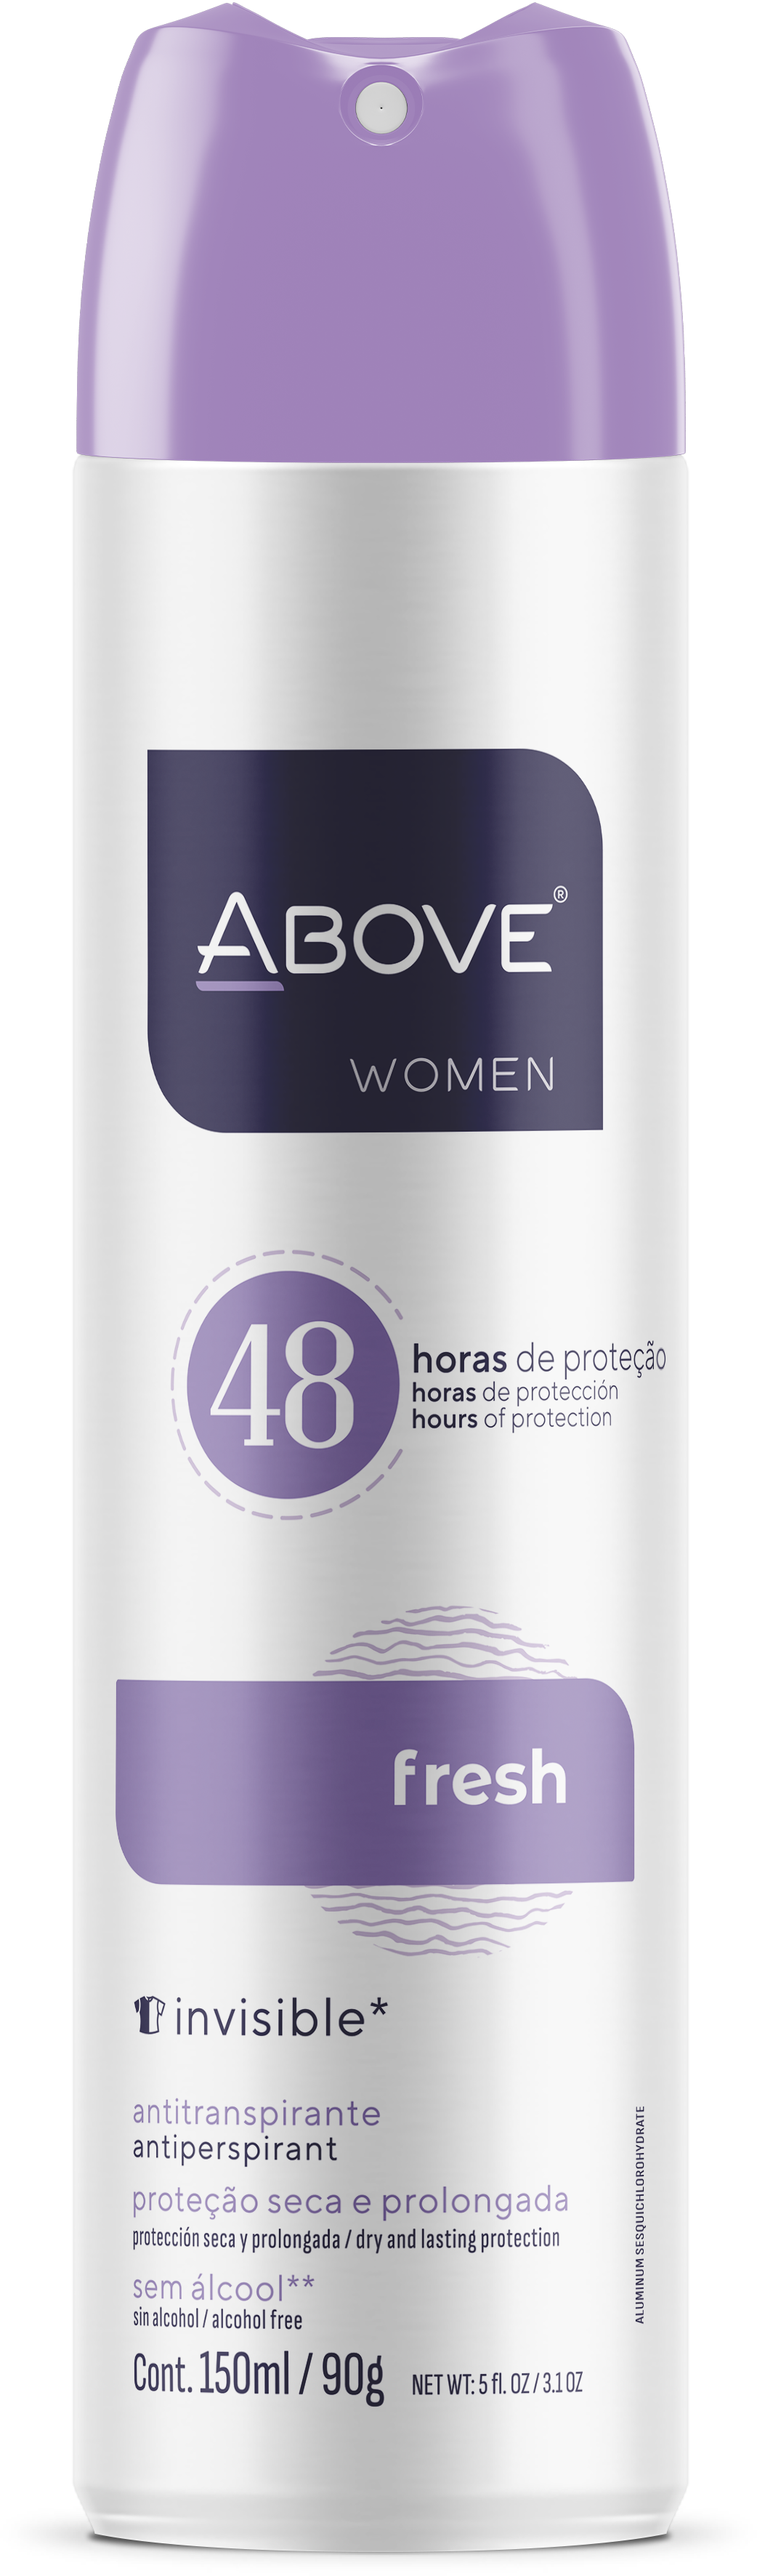 ABOVE®
WOMEN
48
horas de proteção
horas de protección
hours of protection
fresh
invisible*
antitranspirante
antiperspirant
proteção seca e prolongada
protección seca y prolongada / dry and lasting protection
sem álcool**
sin alcohol / alcohol free
Cont. 150ml / 90g NET WT: 5 fl. OZ / 3.1 OZ
ALUMINUM SESQUICHLOROHYDRATE